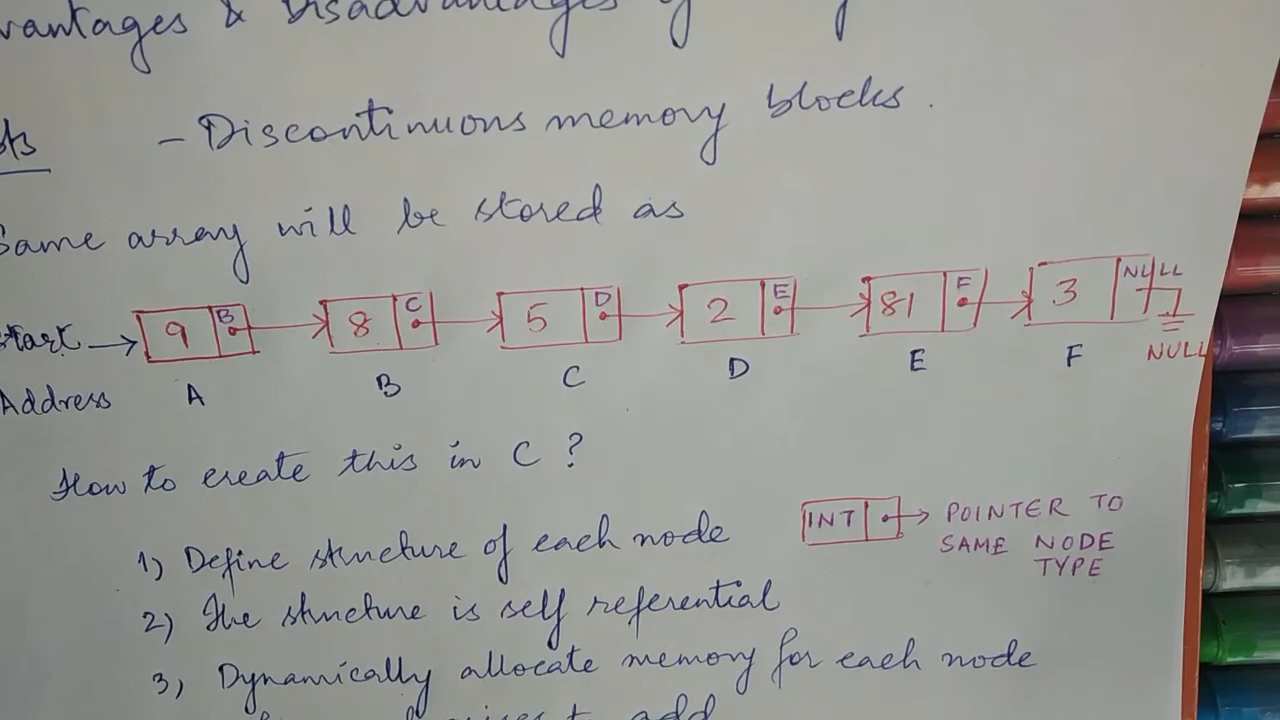 & Disadvantages of
- Discontinuous memory blocks.
Same array will be stored as
9 B 8 C 5 D 2 E 81 F 3 NULL
Start
NULL
Address A B C D E F
How to create this in C ?
1) Define structure of each node
INT POINTER TO
SAME NODE
TYPE
2) The structure is self referential
3) Dynamically allocate memory for each node
add